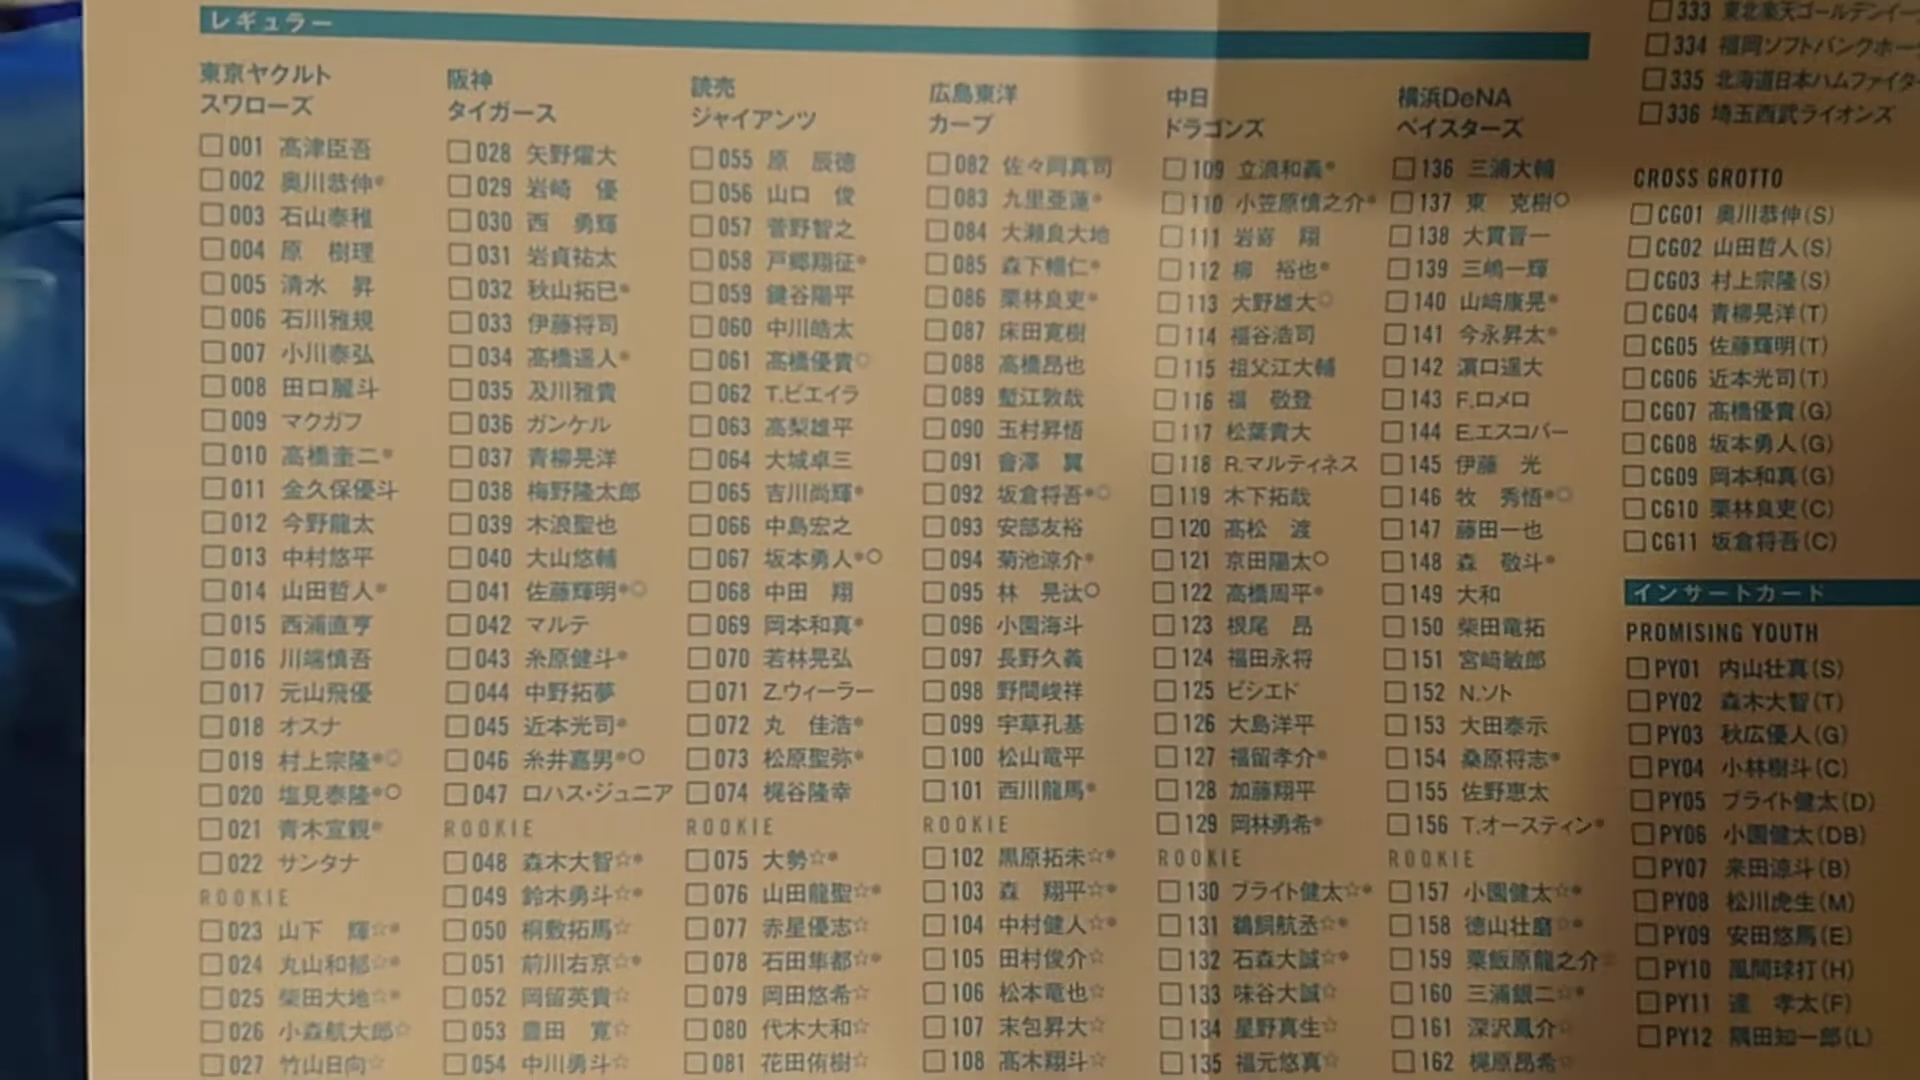 レギュラー
東京ヤクルト
スワローズ
001 髙津臣吾
002 奥川恭伸●
003 石山泰稚
004 原 樹理
005 清水 昇
006 石川雅規
007 小川泰弘
008 田口麗斗
009 マクガフ
010 高橋奎二●
011 金久保優斗
012 今野龍太
013 中村悠平
014 山田哲人●
015 西浦直亨
016 川端慎吾
017 元山飛優
018 オスナ
019 村上宗隆●◎
020 塩見泰隆●○
021 青木宣親●
022 サンタナ
ROOKIE
023 山下 輝☆●
024 丸山和郁☆●
025 柴田大地☆●
026 小森航大郎☆
027 竹山日向☆
阪神
タイガース
028 矢野燿大
029 岩崎 優
030 西 勇輝
031 岩貞祐太
032 秋山拓巳●
033 伊藤将司
034 髙橋遥人●
035 及川雅貴
036 ガンケル
037 青柳晃洋
038 梅野隆太郎
039 木浪聖也
040 大山悠輔
041 佐藤輝明●◎
042 マルテ
043 糸原健斗●
044 中野拓夢
045 近本光司●
046 糸井嘉男●○
047 ロハス・ジュニア
ROOKIE
048 森木大智☆●
049 鈴木勇斗☆●
050 桐敷拓馬☆
051 前川右京☆●
052 岡留英貴☆
053 豊田 寛☆
054 中川勇斗☆
読売
ジャイアンツ
055 原 辰徳
056 山口 俊
057 菅野智之
058 戸郷翔征●
059 鍵谷陽平
060 中川皓太
061 髙橋優貴◎
062 T.ビエイラ
063 高梨雄平
064 大城卓三
065 吉川尚輝●
066 中島宏之
067 坂本勇人●○
068 中田 翔
069 岡本和真●
070 若林晃弘
071 Z.ウィーラー
072 丸 佳浩●
073 松原聖弥●
074 梶谷隆幸
ROOKIE
075 大勢☆●
076 山田龍聖☆●
077 赤星優志☆
078 石田隼都☆●
079 岡田悠希☆
080 代木大和☆
081 花田侑樹☆
広島東洋
カープ
082 佐々岡真司
083 九里亜蓮●
084 大瀬良大地
085 森下暢仁●
086 栗林良吏●
087 床田寛樹
088 高橋昂也
089 塹江敦哉
090 玉村昇悟
091 會澤 翼
092 坂倉将吾●◎
093 安部友裕
094 菊池涼介●
095 林 晃汰○
096 小園海斗
097 長野久義
098 野間峻祥
099 宇草孔基
100 松山竜平
101 西川龍馬●
ROOKIE
102 黒原拓未☆●
103 森 翔平☆●
104 中村健人☆●
105 田村俊介☆
106 松本竜也☆
107 末包昇大☆
108 髙木翔斗☆
中日
ドラゴンズ
109 立浪和義●
110 小笠原慎之介●
111 岩嵜 翔
112 柳 裕也●
113 大野雄大◎
114 福谷浩司
115 祖父江大輔
116 福 敬登
117 松葉貴大
118 R.マルティネス
119 木下拓哉
120 髙松 渡
121 京田陽太○
122 高橋周平●
123 根尾 昂
124 福田永将
125 ビシエド
126 大島洋平
127 福留孝介●
128 加藤翔平
129 岡林勇希●
ROOKIE
130 ブライト健太☆●
131 鵜飼航丞☆●
132 石森大誠☆●
133 味谷大誠☆
134 星野真生☆
135 福元悠真☆
横浜DeNA
ベイスターズ
136 三浦大輔
137 東 克樹○
138 大貫晋一
139 三嶋一輝
140 山﨑康晃●
141 今永昇太●
142 濵口遥大
143 F.ロメロ
144 E.エスコバー
145 伊藤 光
146 牧 秀悟●◎
147 藤田一也
148 森 敬斗●
149 大和
150 柴田竜拓
151 宮﨑敏郎
152 N.ソト
153 大田泰示
154 桑原将志●
155 佐野恵太
156 T.オースティン●
ROOKIE
157 小園健太☆●
158 徳山壮磨☆●
159 粟飯原龍之介☆
160 三浦銀二☆●
161 深沢鳳介☆
162 梶原昂希☆
333 東北楽天ゴールデンイー
334 福岡ソフトバンクホー
335 北海道日本ハムファイタ
336 埼玉西武ライオンズ
CROSS GROTTO
CG01 奥川恭伸(S)
CG02 山田哲人(S)
CG03 村上宗隆(S)
CG04 青柳晃洋(T)
CG05 佐藤輝明(T)
CG06 近本光司(T)
CG07 髙橋優貴(G)
CG08 坂本勇人(G)
CG09 岡本和真(G)
CG10 栗林良吏(C)
CG11 坂倉将吾(C)
インサートカード
PROMISING YOUTH
PY01 内山壮真(S)
PY02 森木大智(T)
PY03 秋広優人(G)
PY04 小林樹斗(C)
PY05 ブライト健太(D)
PY06 小園健太(DB)
PY07 来田涼斗(B)
PY08 松川虎生(M)
PY09 安田悠馬(E)
PY10 風間球打(H)
PY11 達 孝太(F)
PY12 隅田知一郎(L)